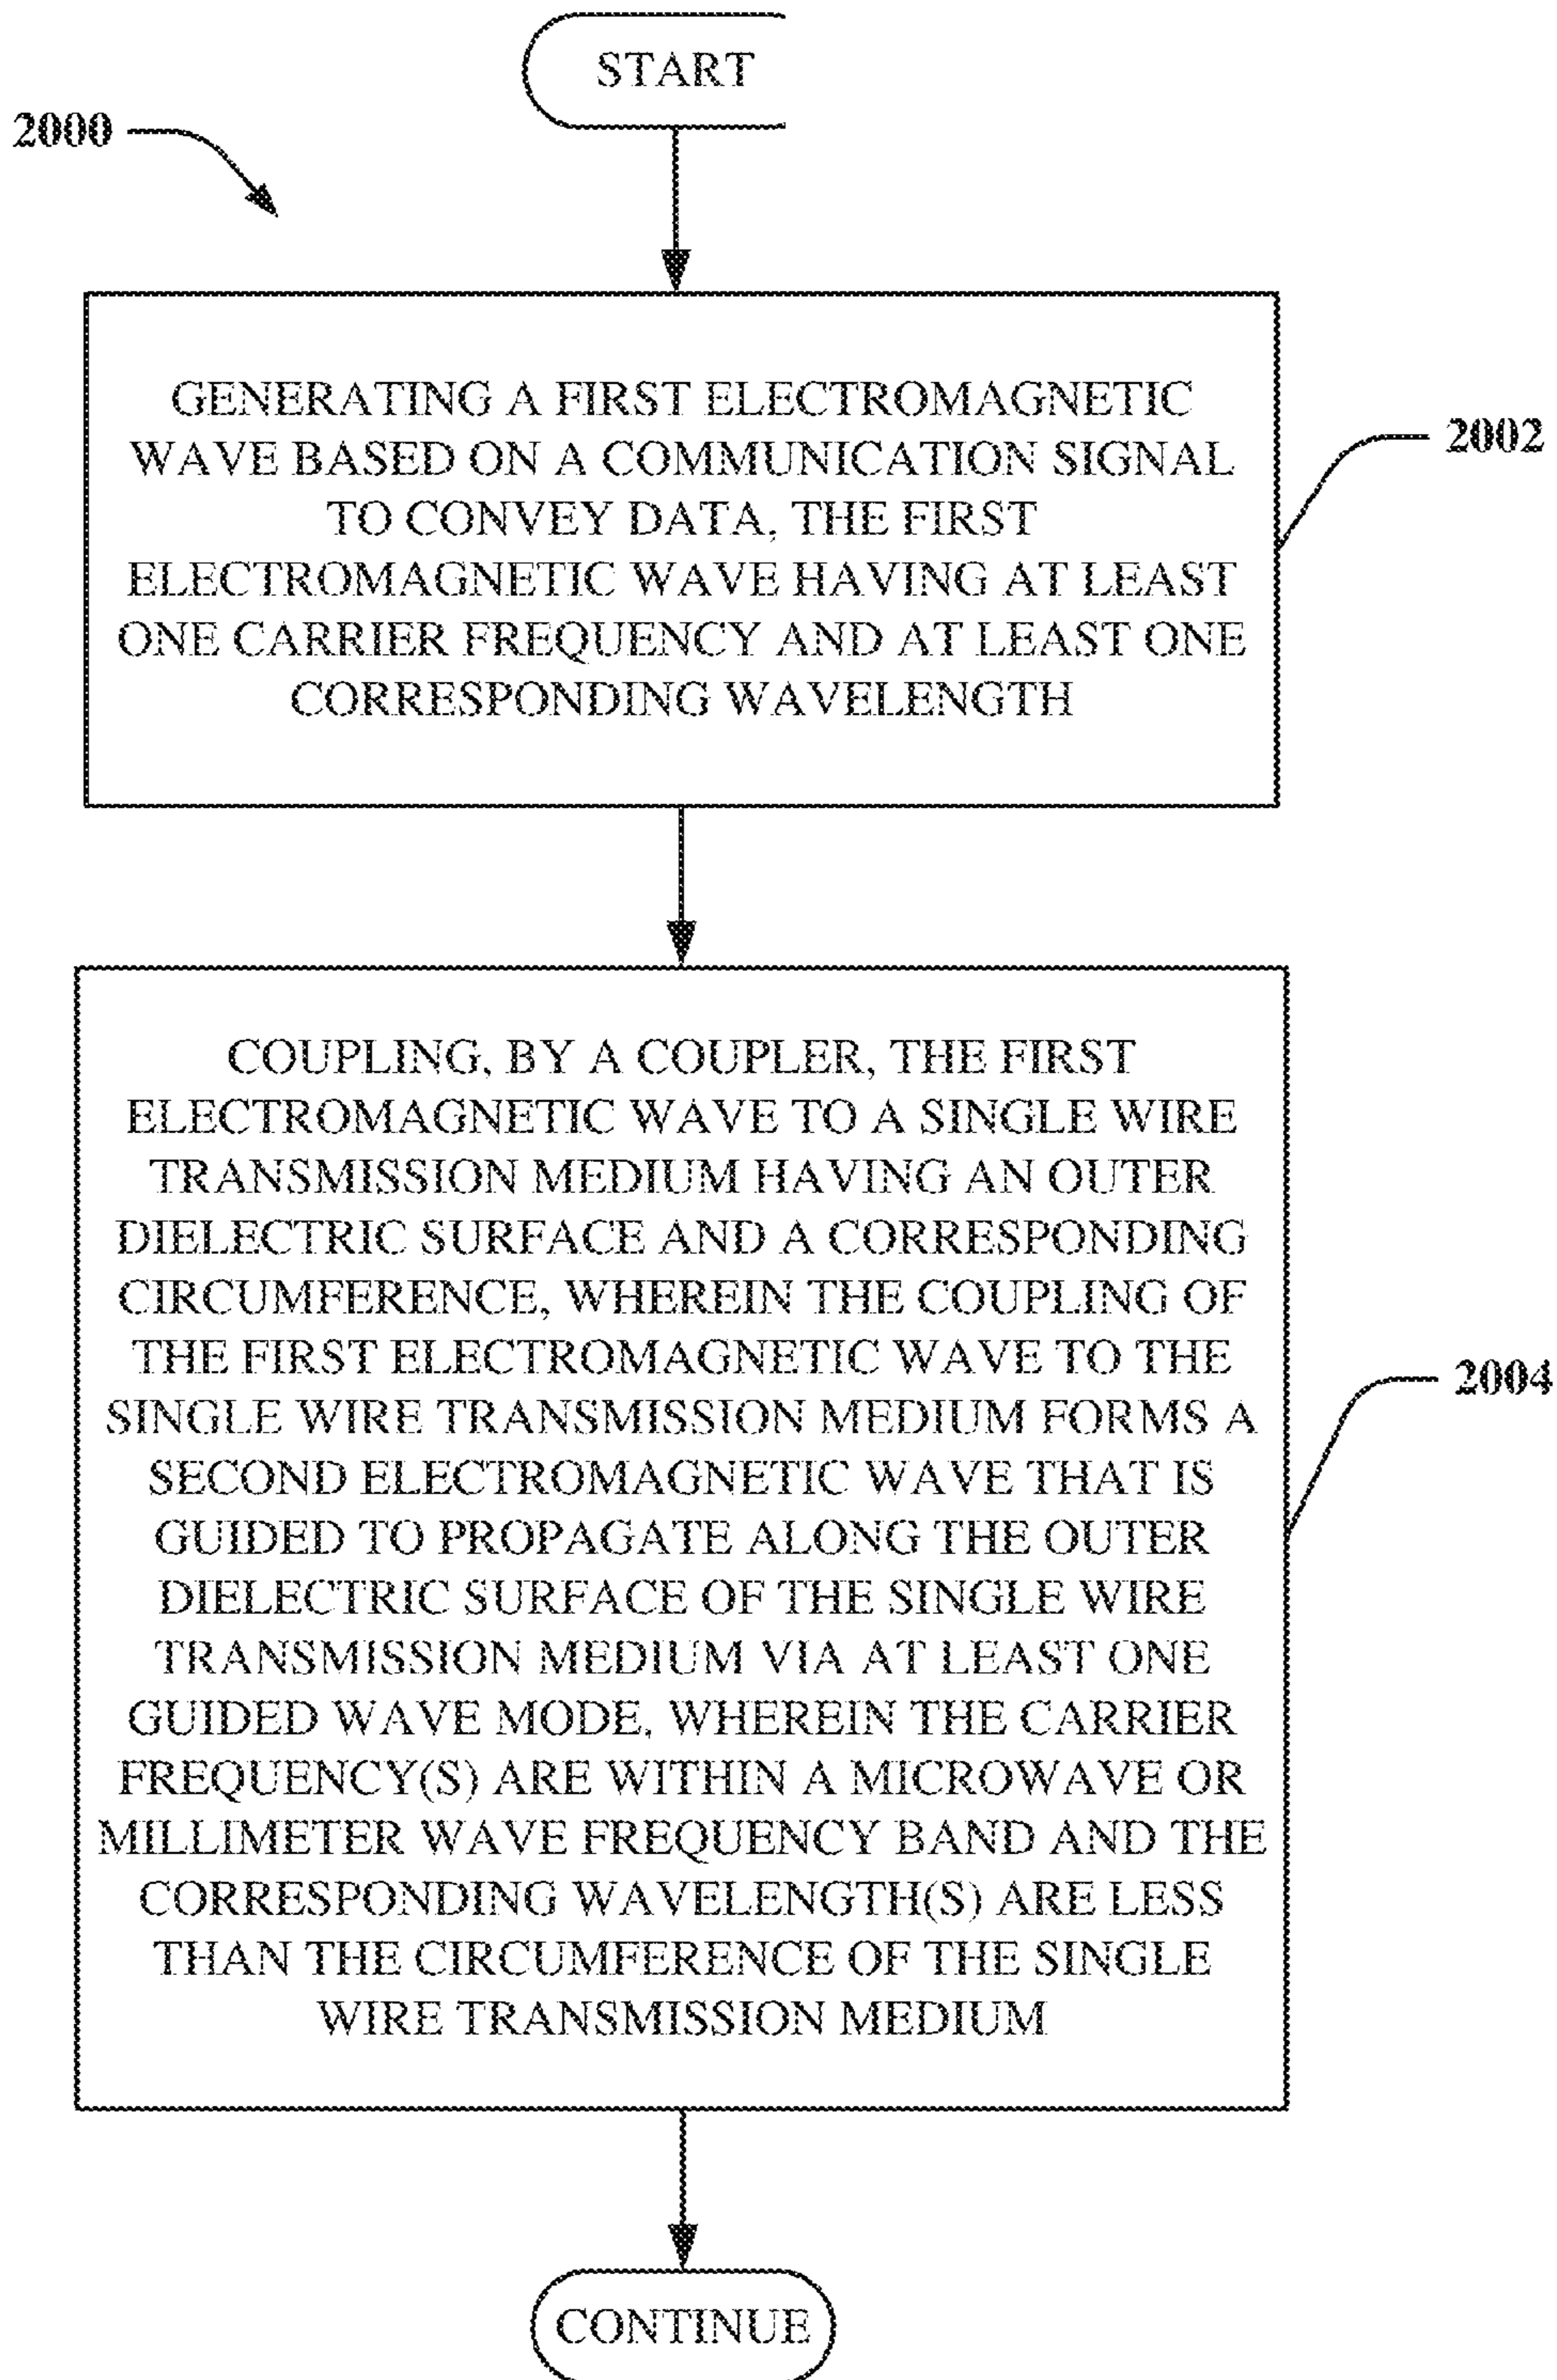 START
2000
GENERATING A FIRST ELECTROMAGNETIC
WAVE BASED ON A COMMUNICATION SIGNAL
TO CONVEY DATA, THE FIRST
ELECTROMAGNETIC WAVE HAVING AT LEAST
ONE CARRIER FREQUENCY AND AT LEAST ONE
CORRESPONDING WAVELENGTH
2002
COUPLING, BY A COUPLER, THE FIRST
ELECTROMAGNETIC WAVE TO A SINGLE WIRE
TRANSMISSION MEDIUM HAVING AN OUTER
DIELECTRIC SURFACE AND A CORRESPONDING
CIRCUMFERENCE, WHEREIN THE COUPLING OF
THE FIRST ELECTROMAGNETIC WAVE TO THE
SINGLE WIRE TRANSMISSION MEDIUM FORMS A
SECOND ELECTROMAGNETIC WAVE THAT IS
GUIDED TO PROPAGATE ALONG THE OUTER
DIELECTRIC SURFACE OF THE SINGLE WIRE
TRANSMISSION MEDIUM VIA AT LEAST ONE
GUIDED WAVE MODE, WHEREIN THE CARRIER
FREQUENCY(S) ARE WITHIN A MICROWAVE OR
MILLIMETER WAVE FREQUENCY BAND AND THE
CORRESPONDING WAVELENGTH(S) ARE LESS
THAN THE CIRCUMFERENCE OF THE SINGLE
WIRE TRANSMISSION MEDIUM
2004
CONTINUE